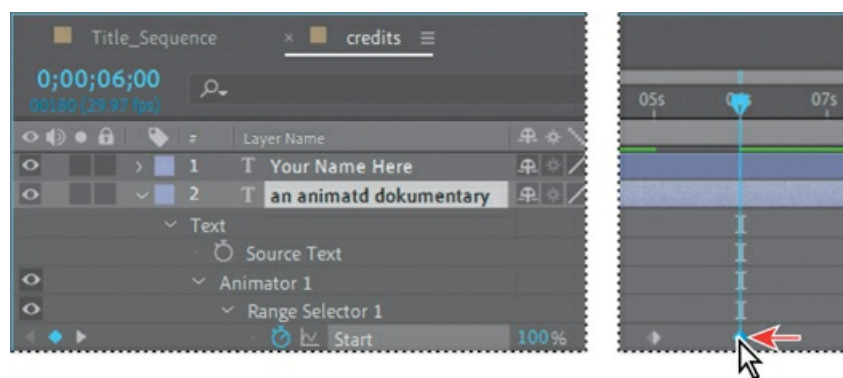 Title_Sequence × credits
0;00;06;00
00180 (29.97 fps)
05s 07s
# Layer Name
1 T Your Name Here
2 T an animatd dokumentary
Text
Source Text
Animator 1
Range Selector 1
Start 100%